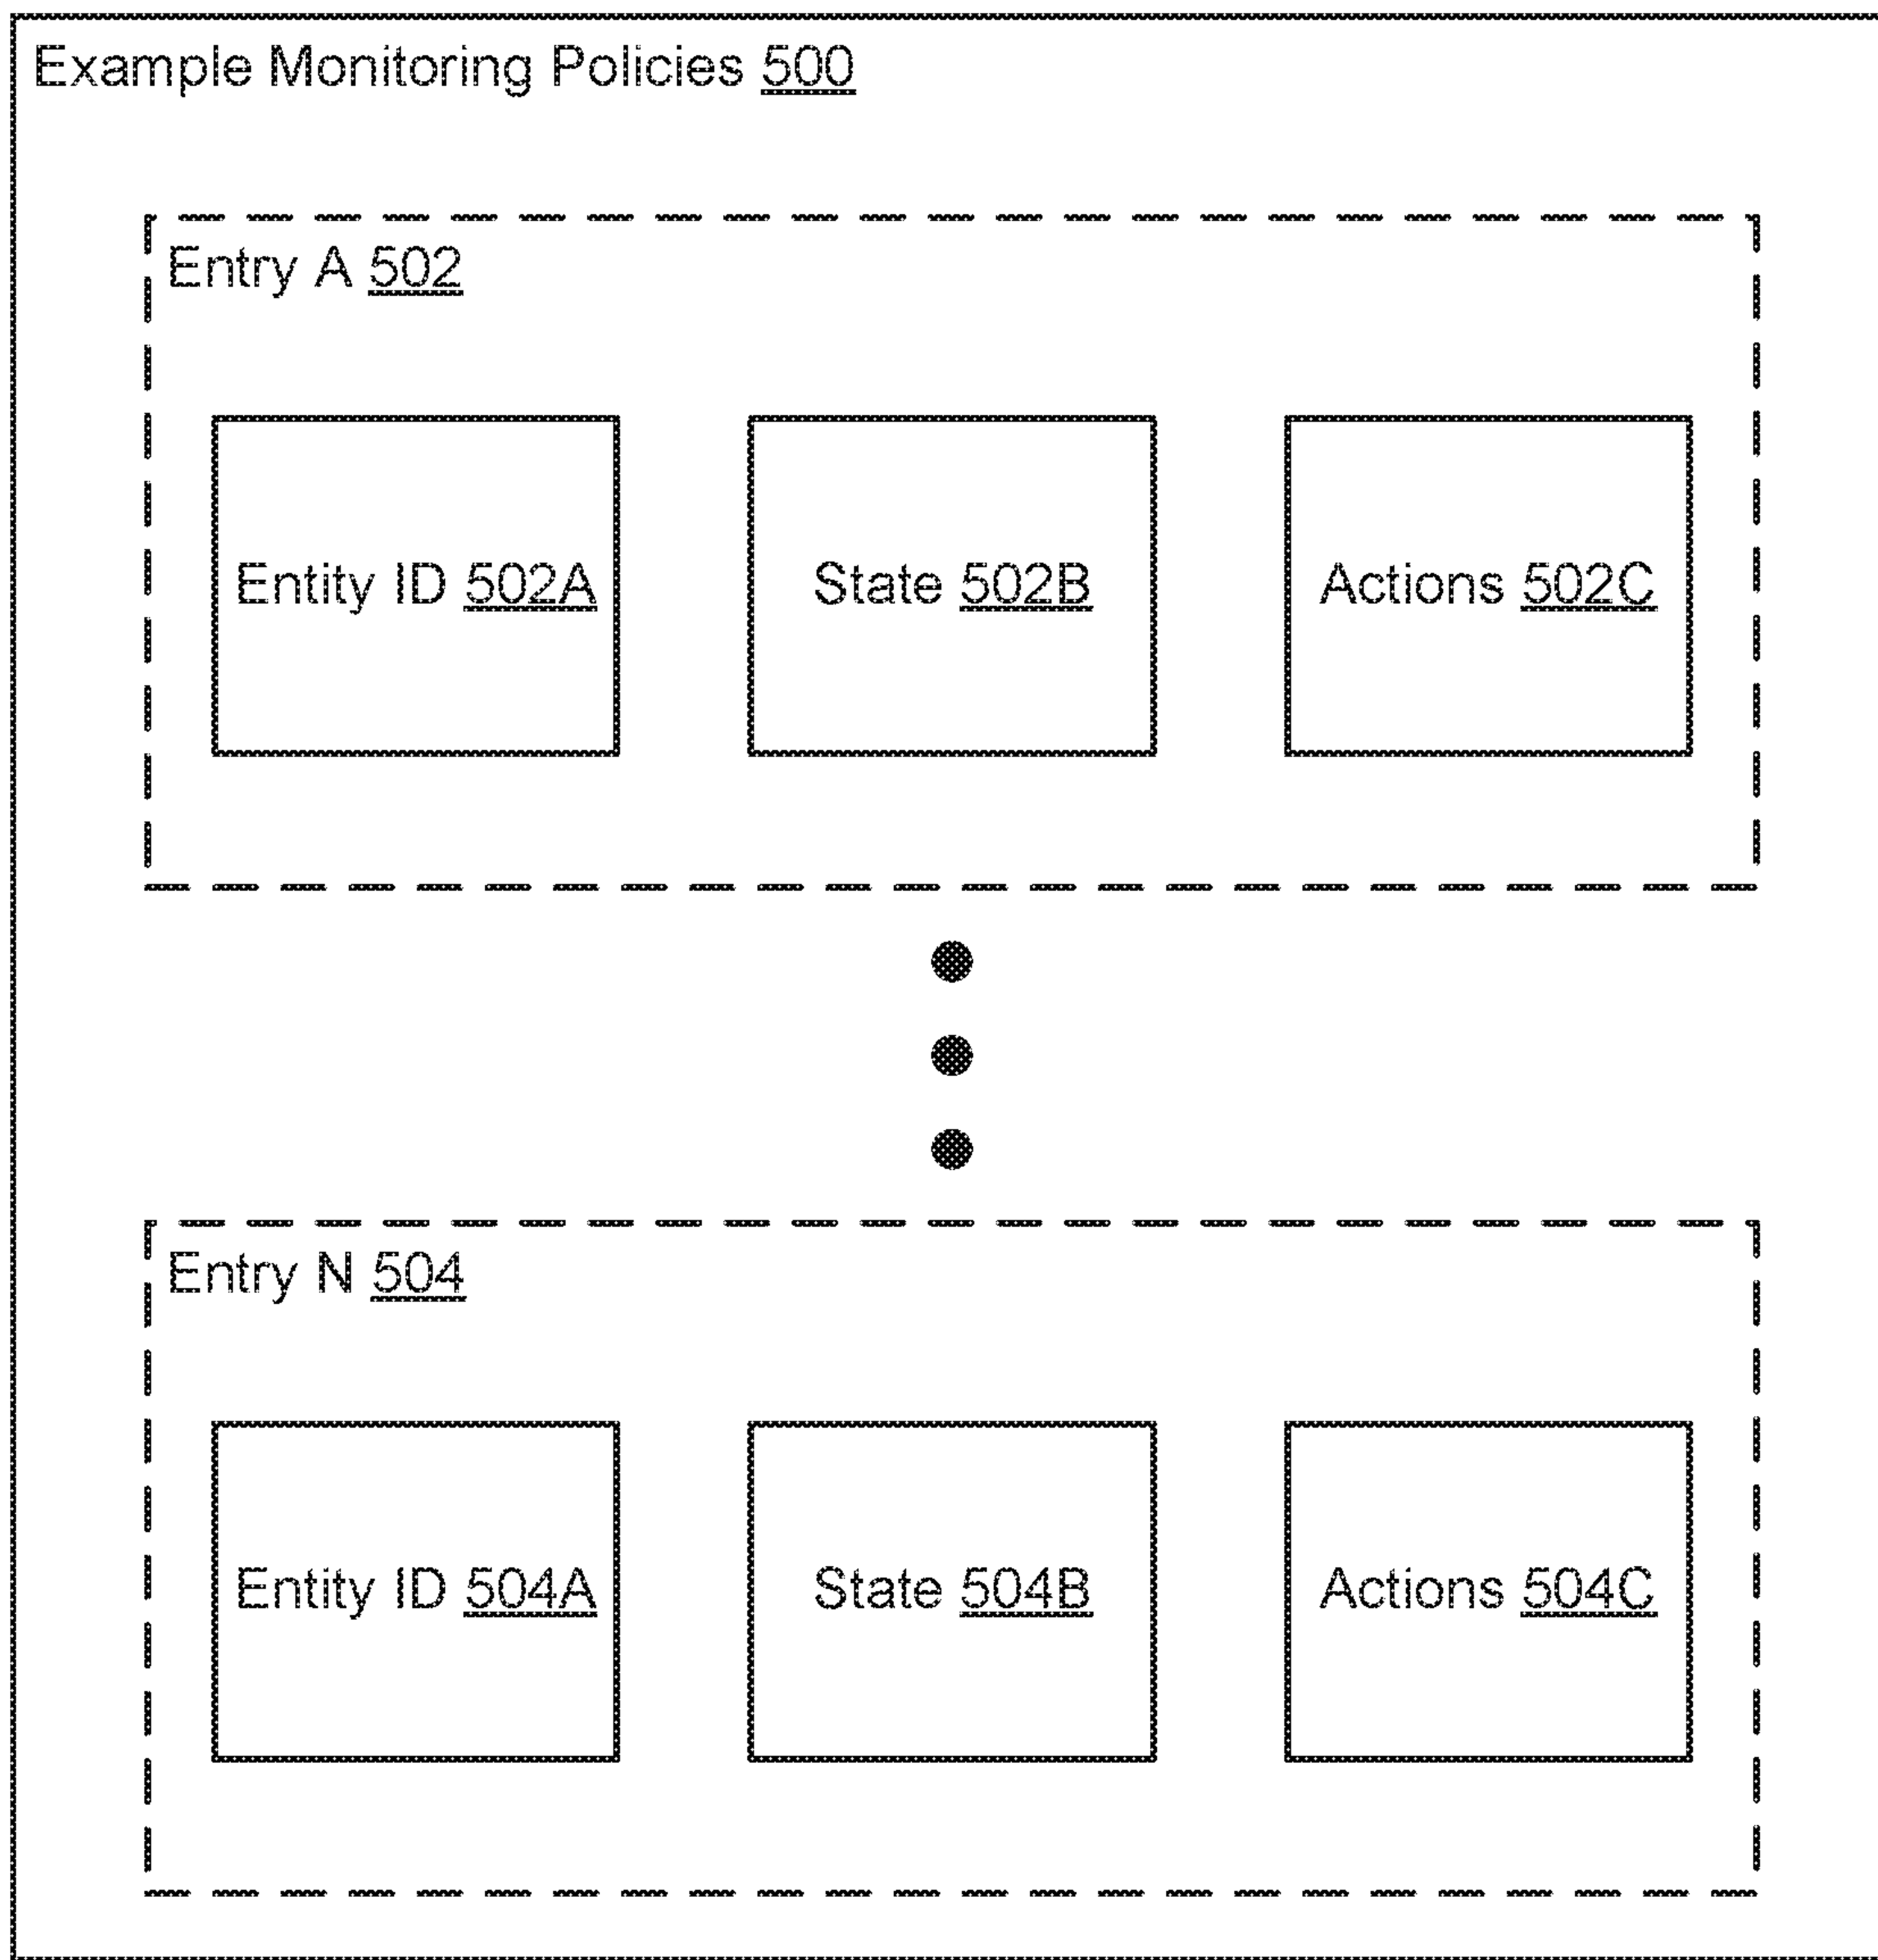 Example Monitoring Policies 500
Entry A 502
Entity ID 502A
State 502B
Actions 502C
Entry N 504
Entity ID 504A
State 504B
Actions 504C